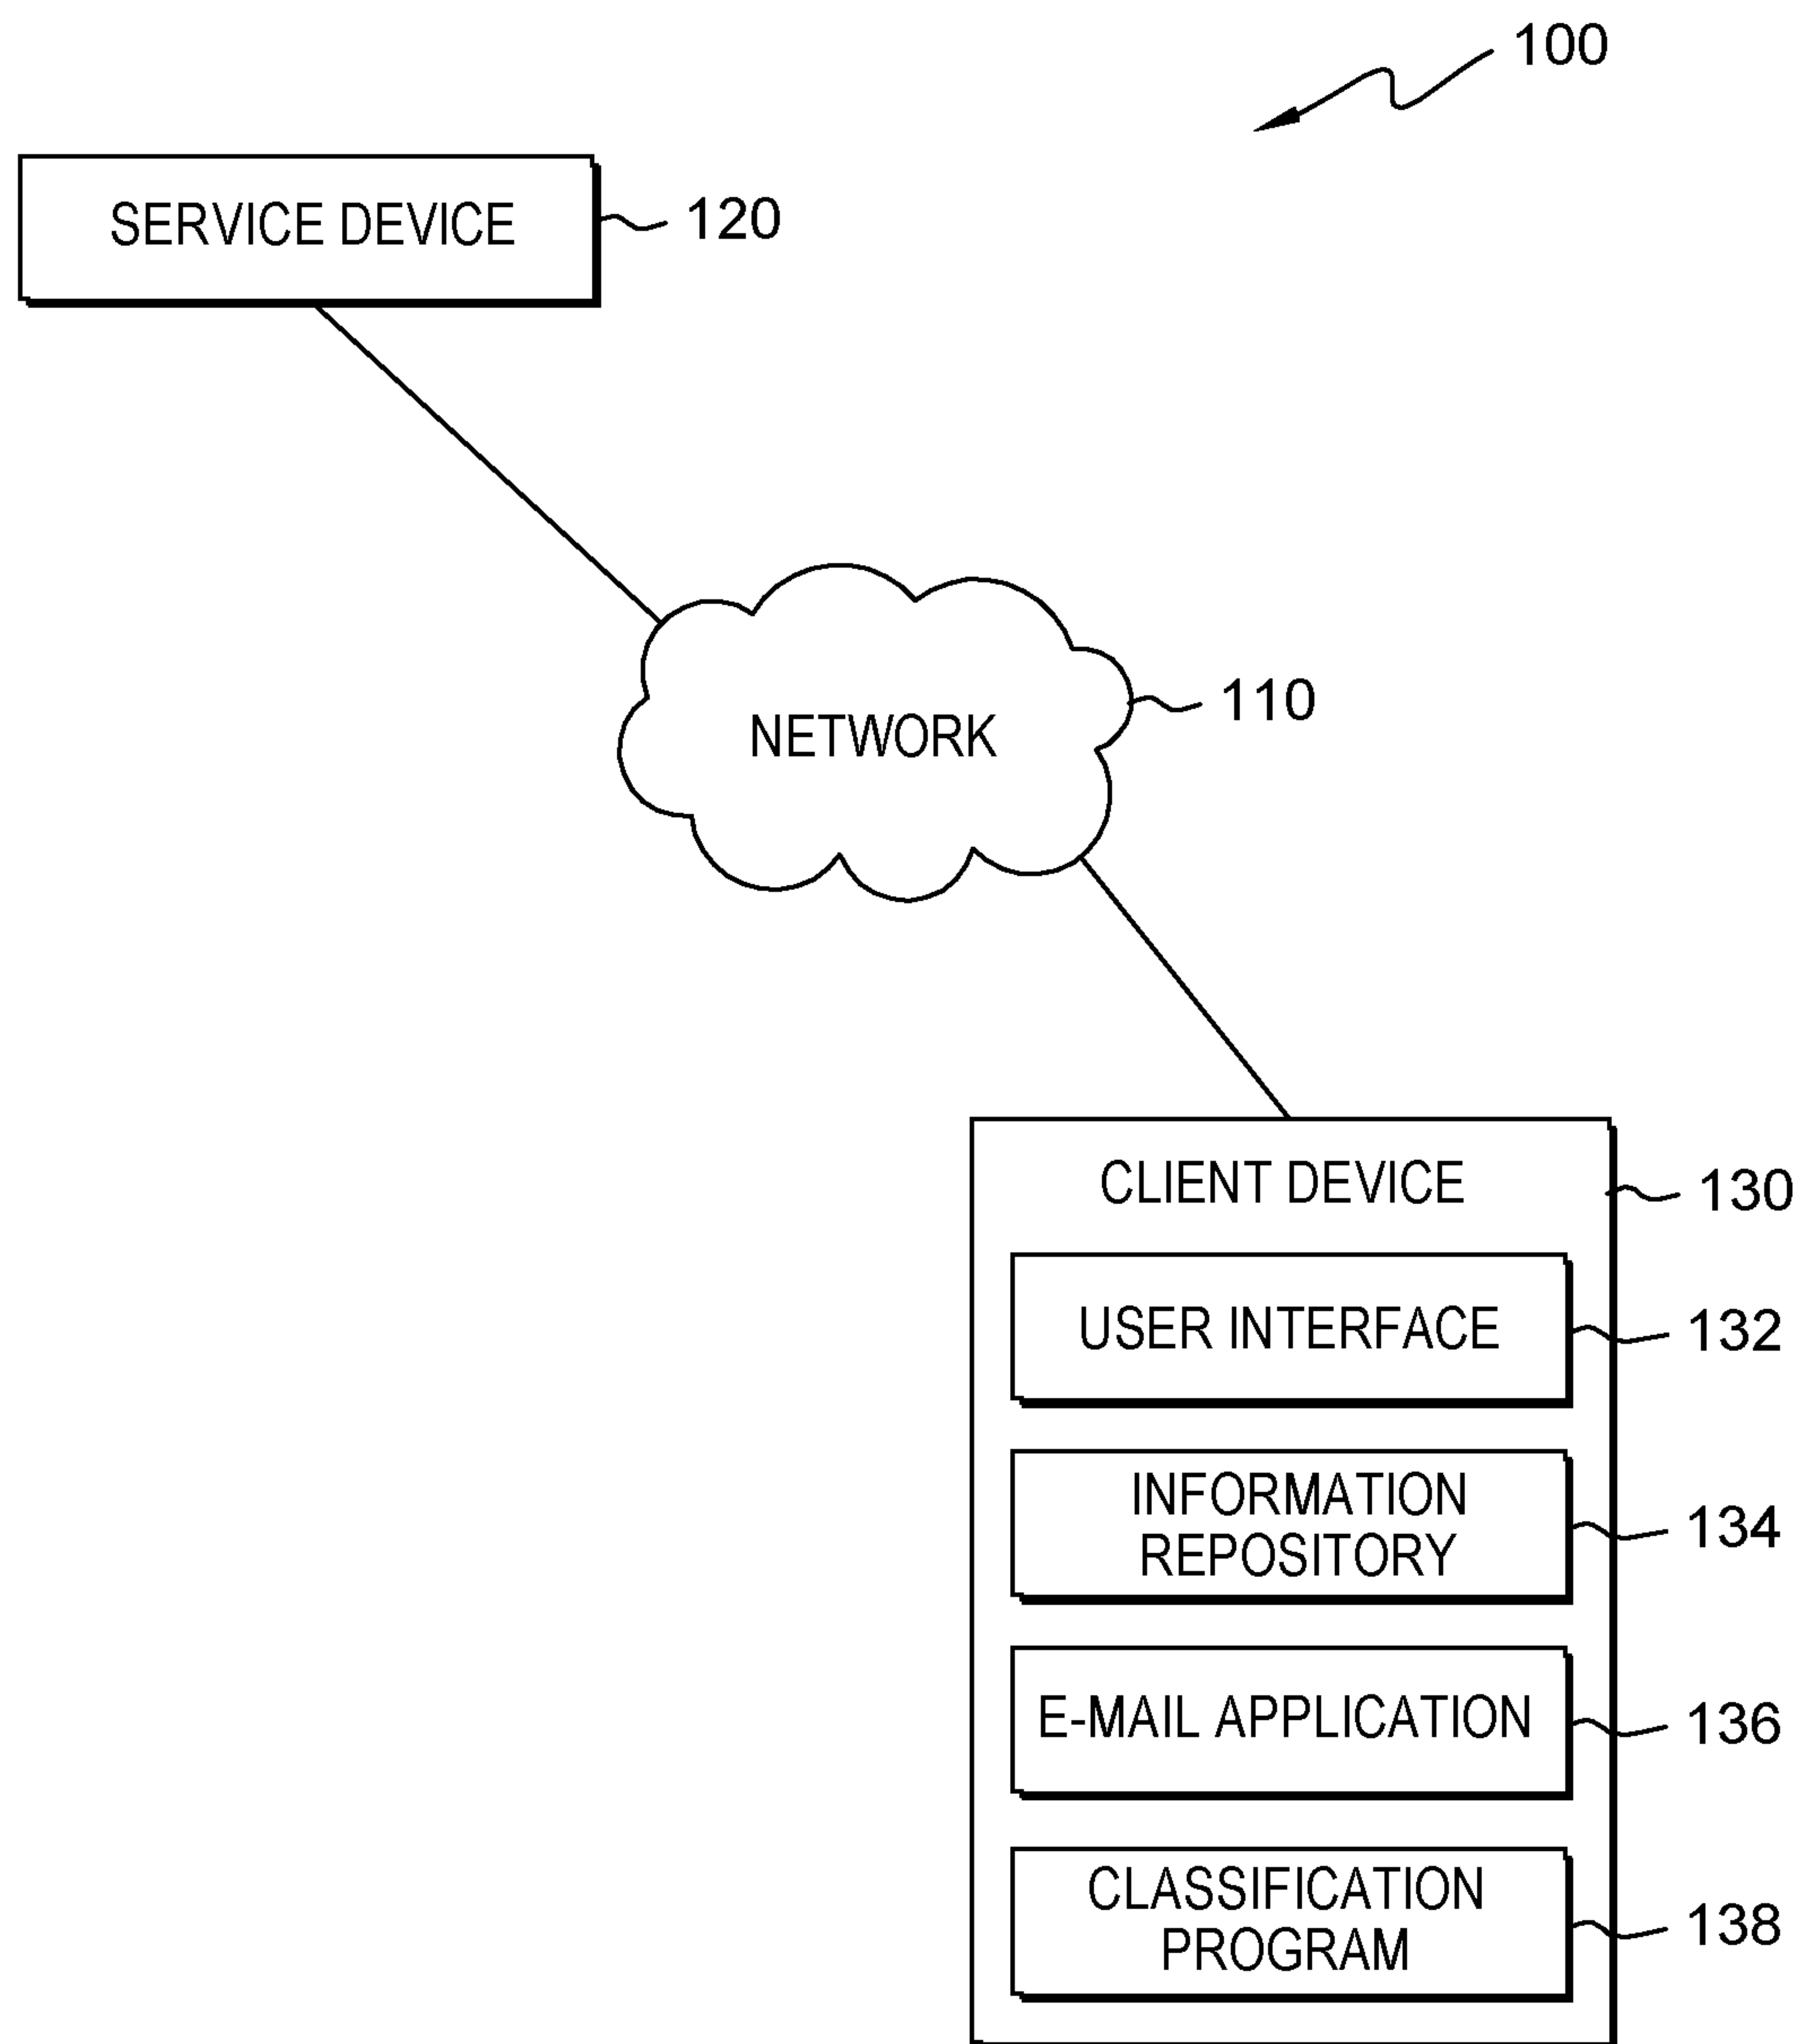 100
SERVICE DEVICE
120
NETWORK
110
CLIENT DEVICE
130
USER INTERFACE
132
INFORMATION
REPOSITORY
134
E-MAIL APPLICATION
136
CLASSIFICATION
PROGRAM
138